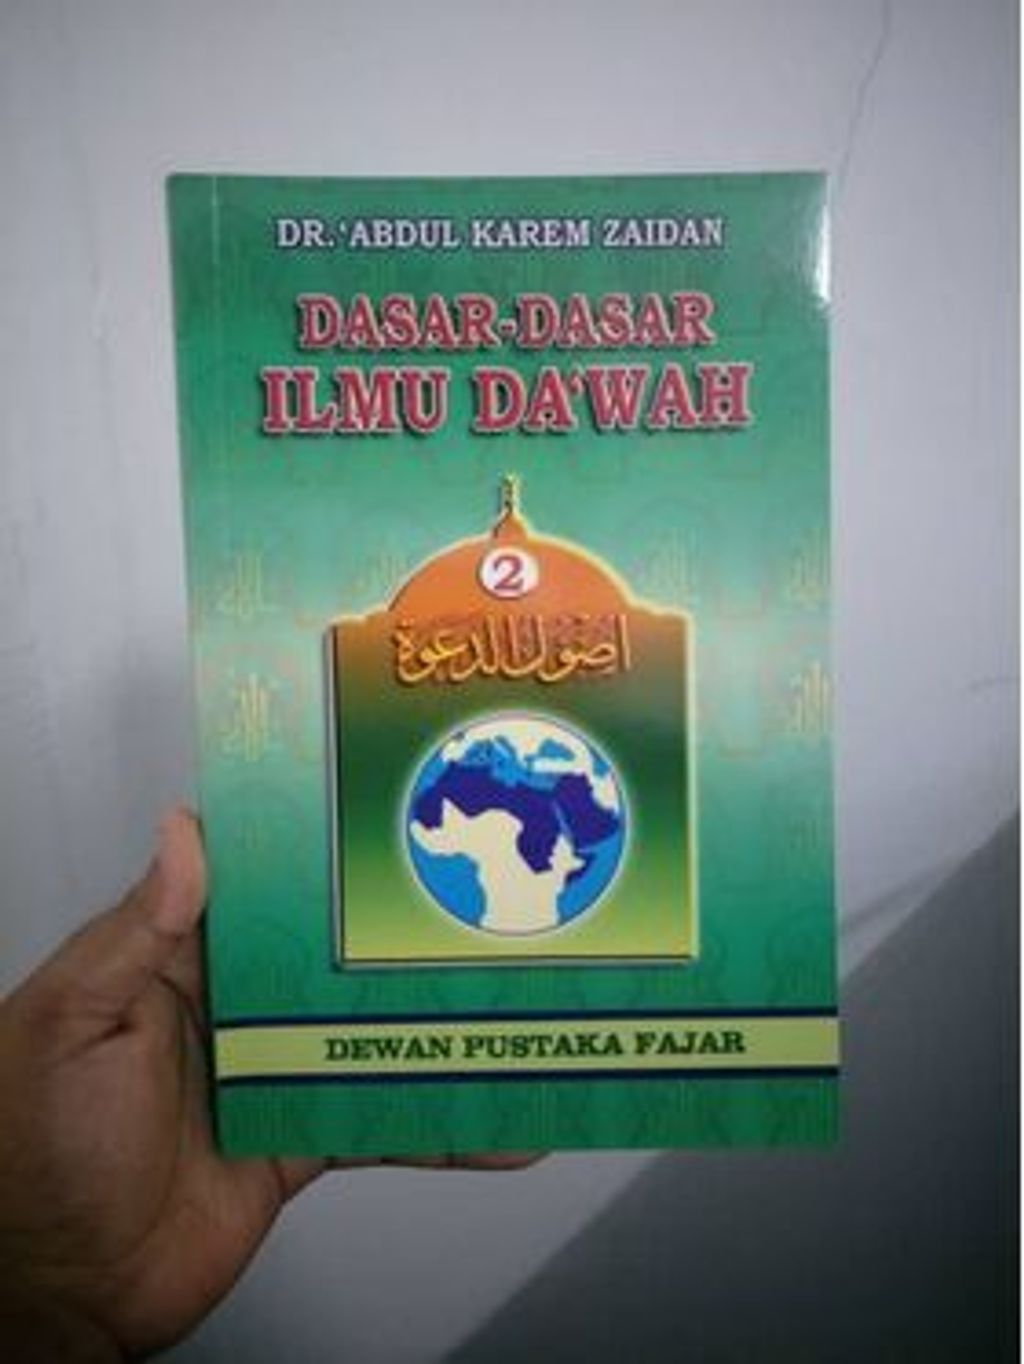 DR. 'ABDUL KAREM ZAIDAN
DASAR-DASAR
ILMU DA'WAH
2
اصول الدعوة
DEWAN PUSTAKA FAJAR